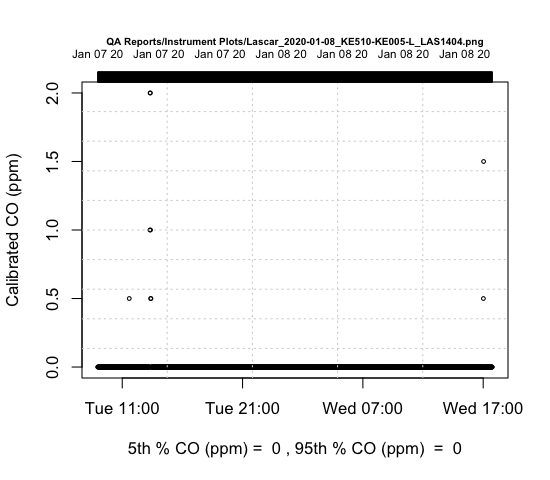 QA Reports/Instrument Plots/Lascar_2020-01-08_KE510-KE005-L_LAS1404.png
Jan 07 20 Jan 07 20 Jan 07 20 Jan 08 20 Jan 08 20 Jan 08 20 Jan 08 20
2.0
1.5
1.0
0.5
0.0
Calibrated CO (ppm)
Tue 11:00 Tue 21:00 Wed 07:00 Wed 17:00
5th % CO (ppm) = 0 , 95th % CO (ppm) = 0